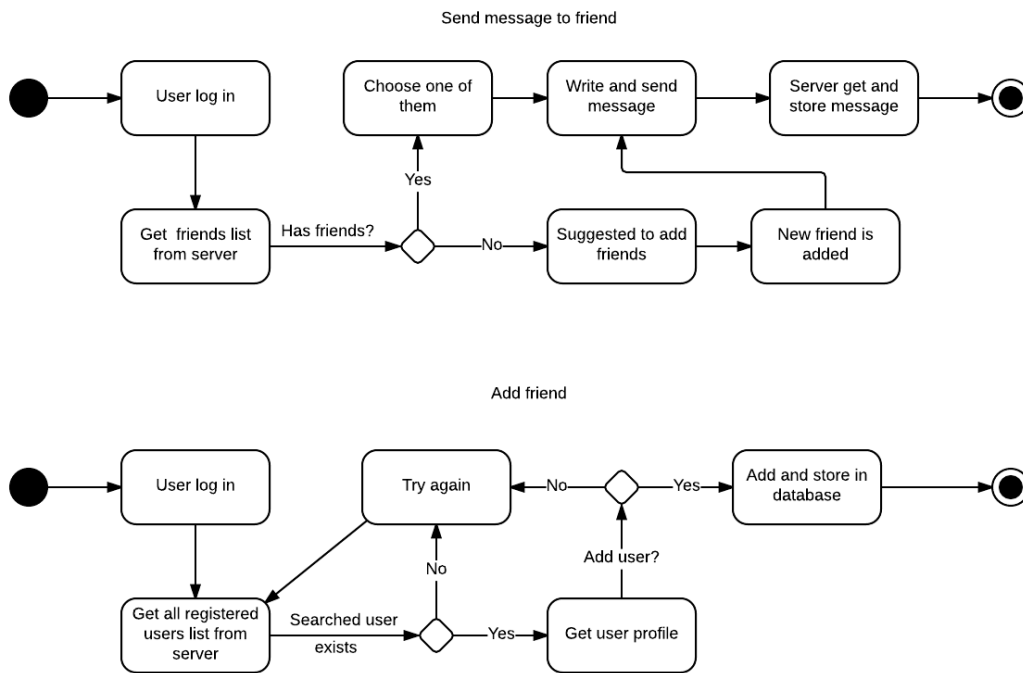 Send message to friend
User log in
Choose one of
them
Write and send
message
Server get and
store message
Yes
Get  friends list
from server
Has friends?
No
Suggested to add
friends
New friend is
added
Add friend
User log in
Try again
No
Yes
Add and store in
database
No
Add user?
Get all registered
users list from
server
Searched user
exists
Yes
Get user profile